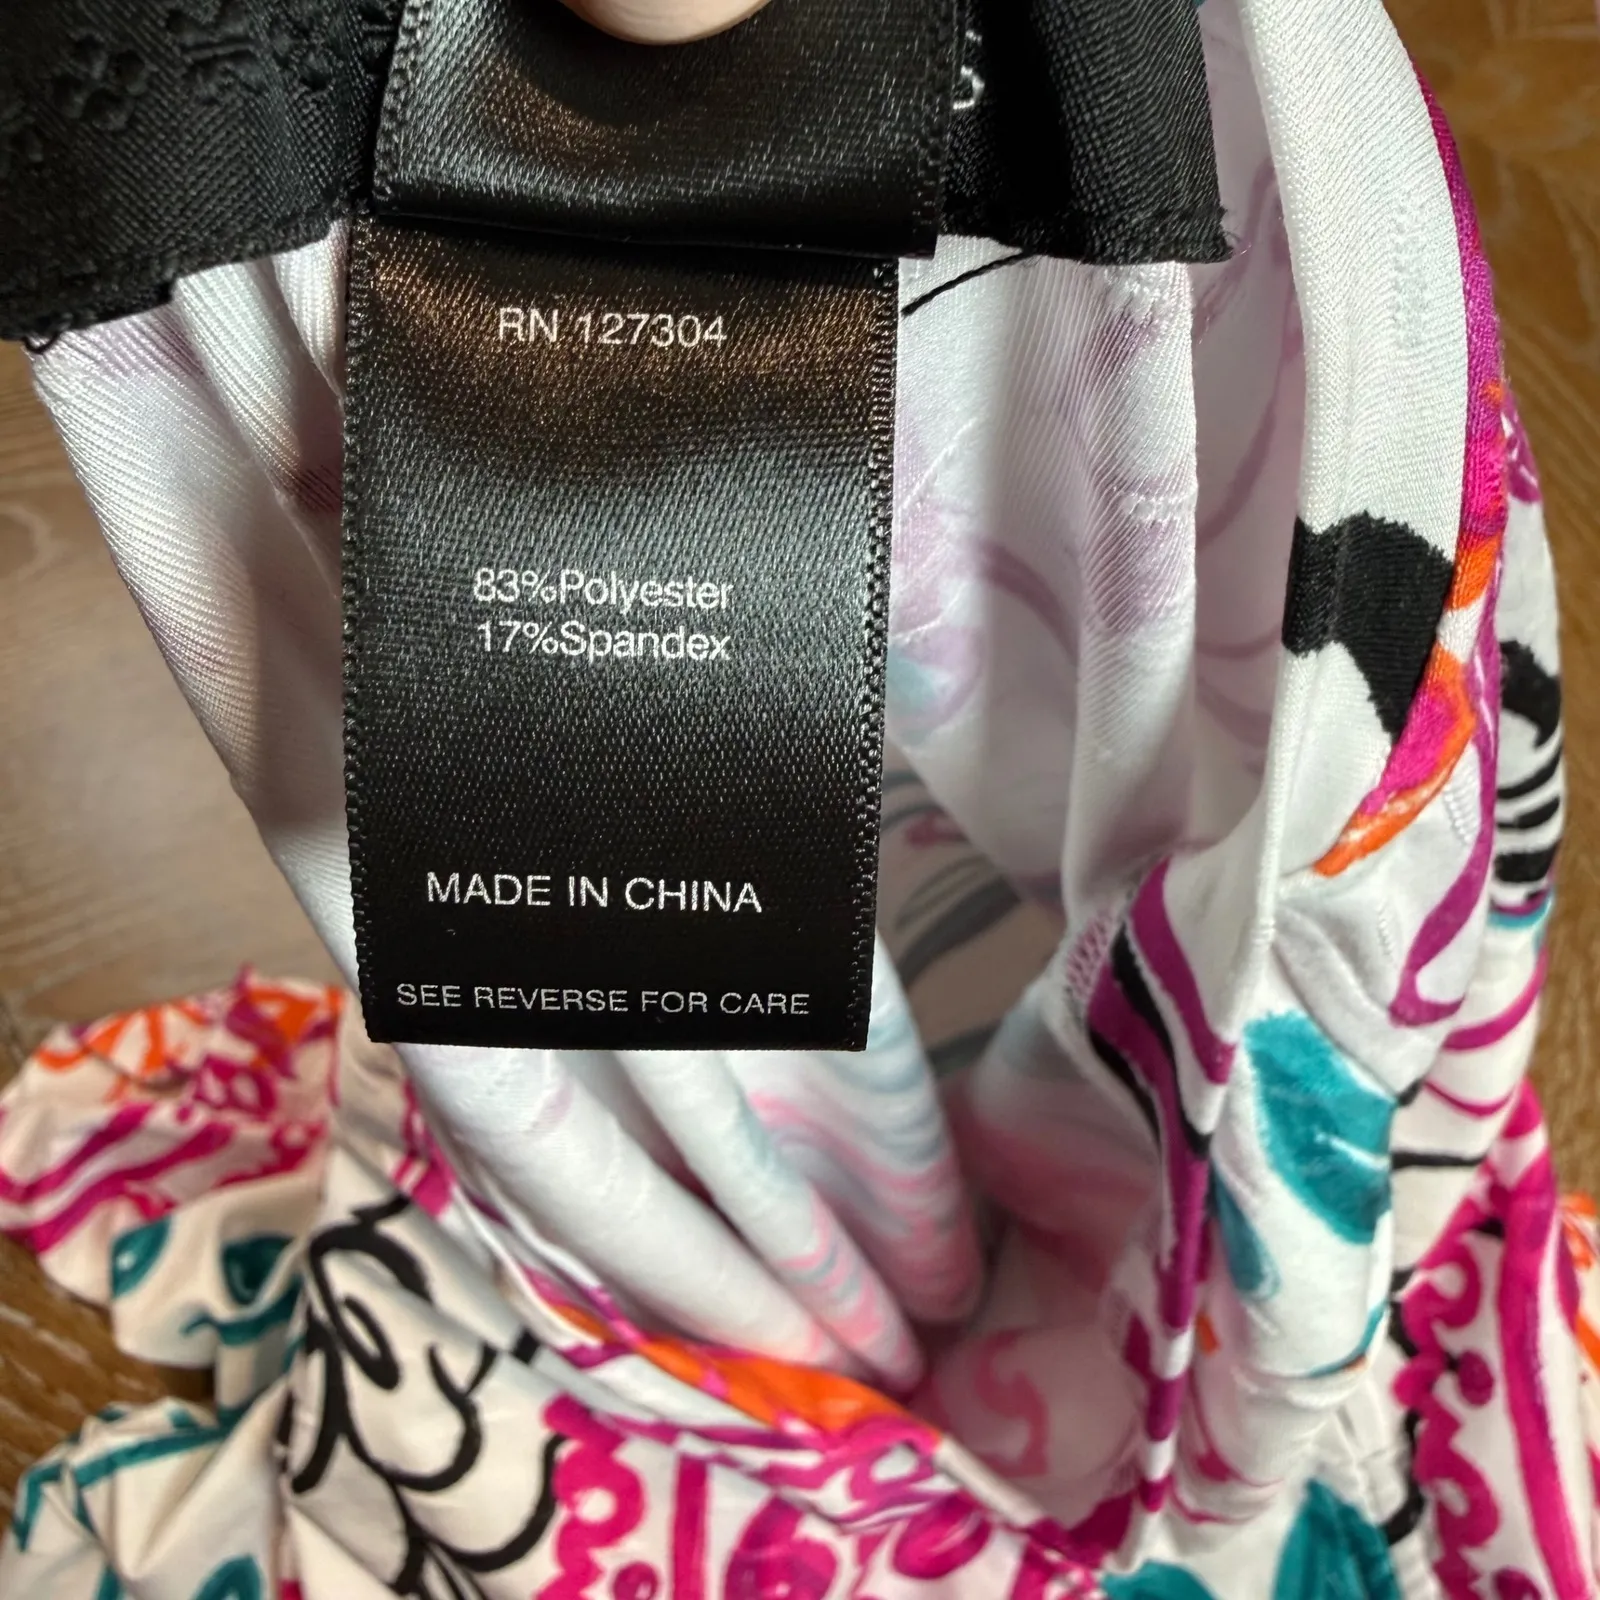 RN 127304
83%Polyester
17%Spandex
MADE IN CHINA
SEE REVERSE FOR CARE